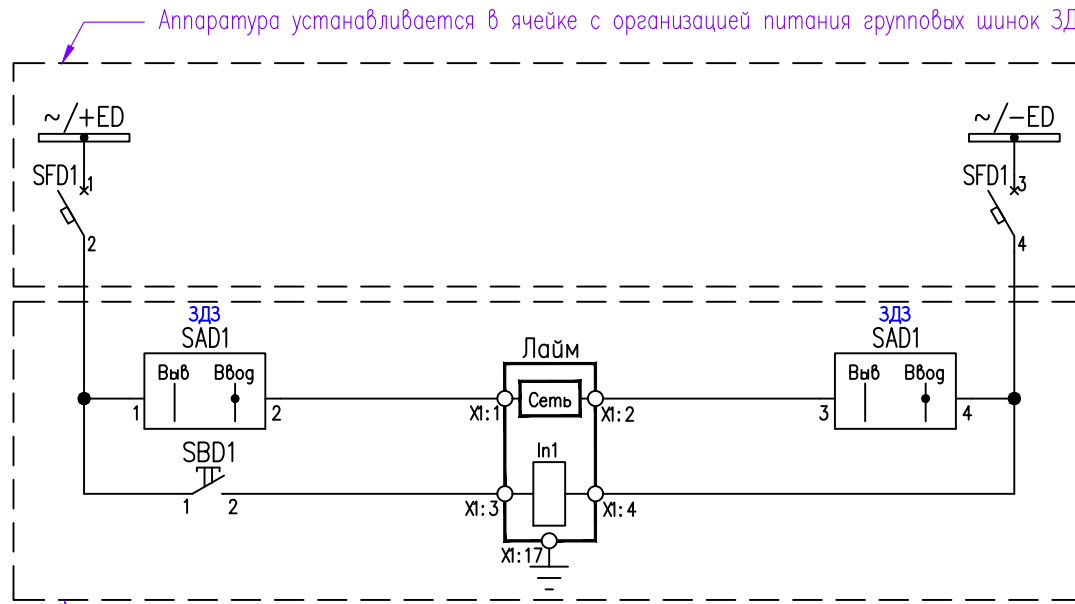 Аппаратура устанавливается в ячейке с организацией питания групповых шинок ЗД
~/+ED
~/-ED
SFD1
1
2
SFD1
3
4
ЗДЗ
SAD1
Выв Ввод
1
2
Лайм
Сеть
X1:1
X1:2
ЗДЗ
SAD1
Выв Ввод
3
4
SBD1
1
2
In1
X1:3
X1:4
X1:17